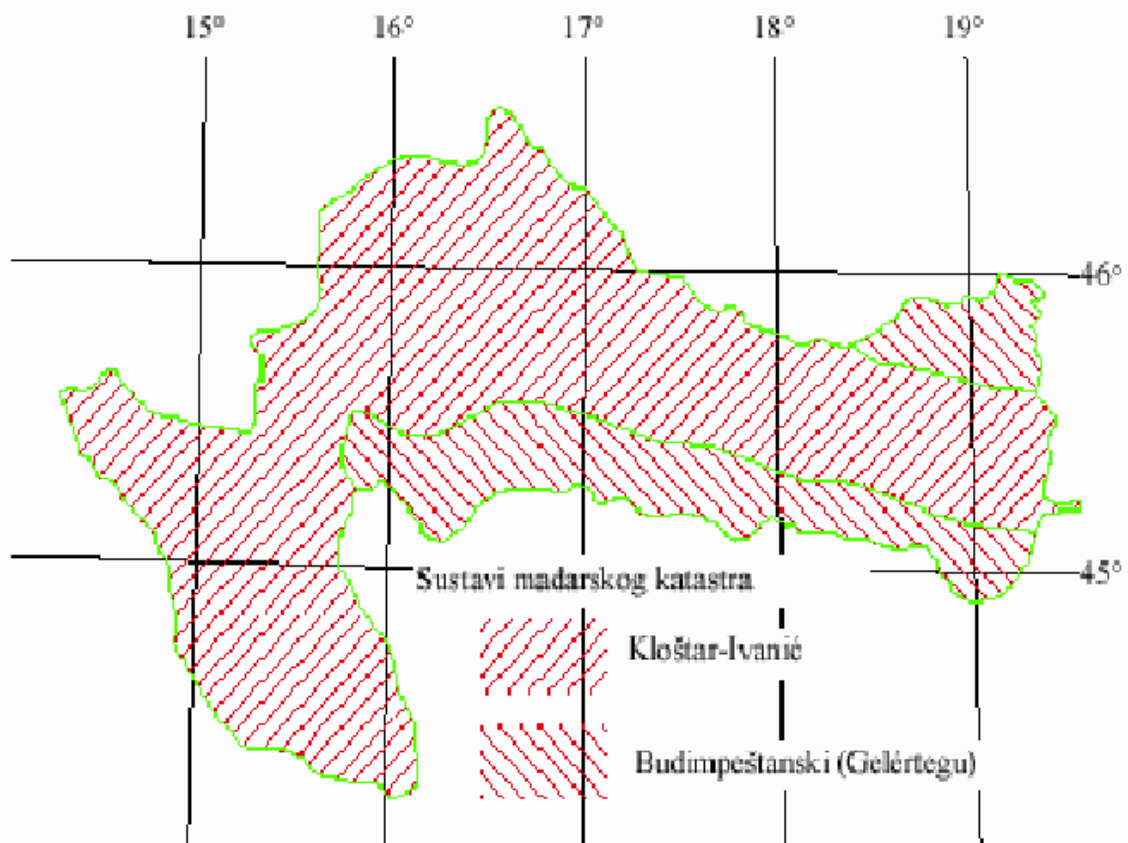 15° 16° 17° 18° 19°
46°
45°
Sustavi mađarskog katastra
Kloštar-Ivanić
Budimpeštanski (Gelértegu)